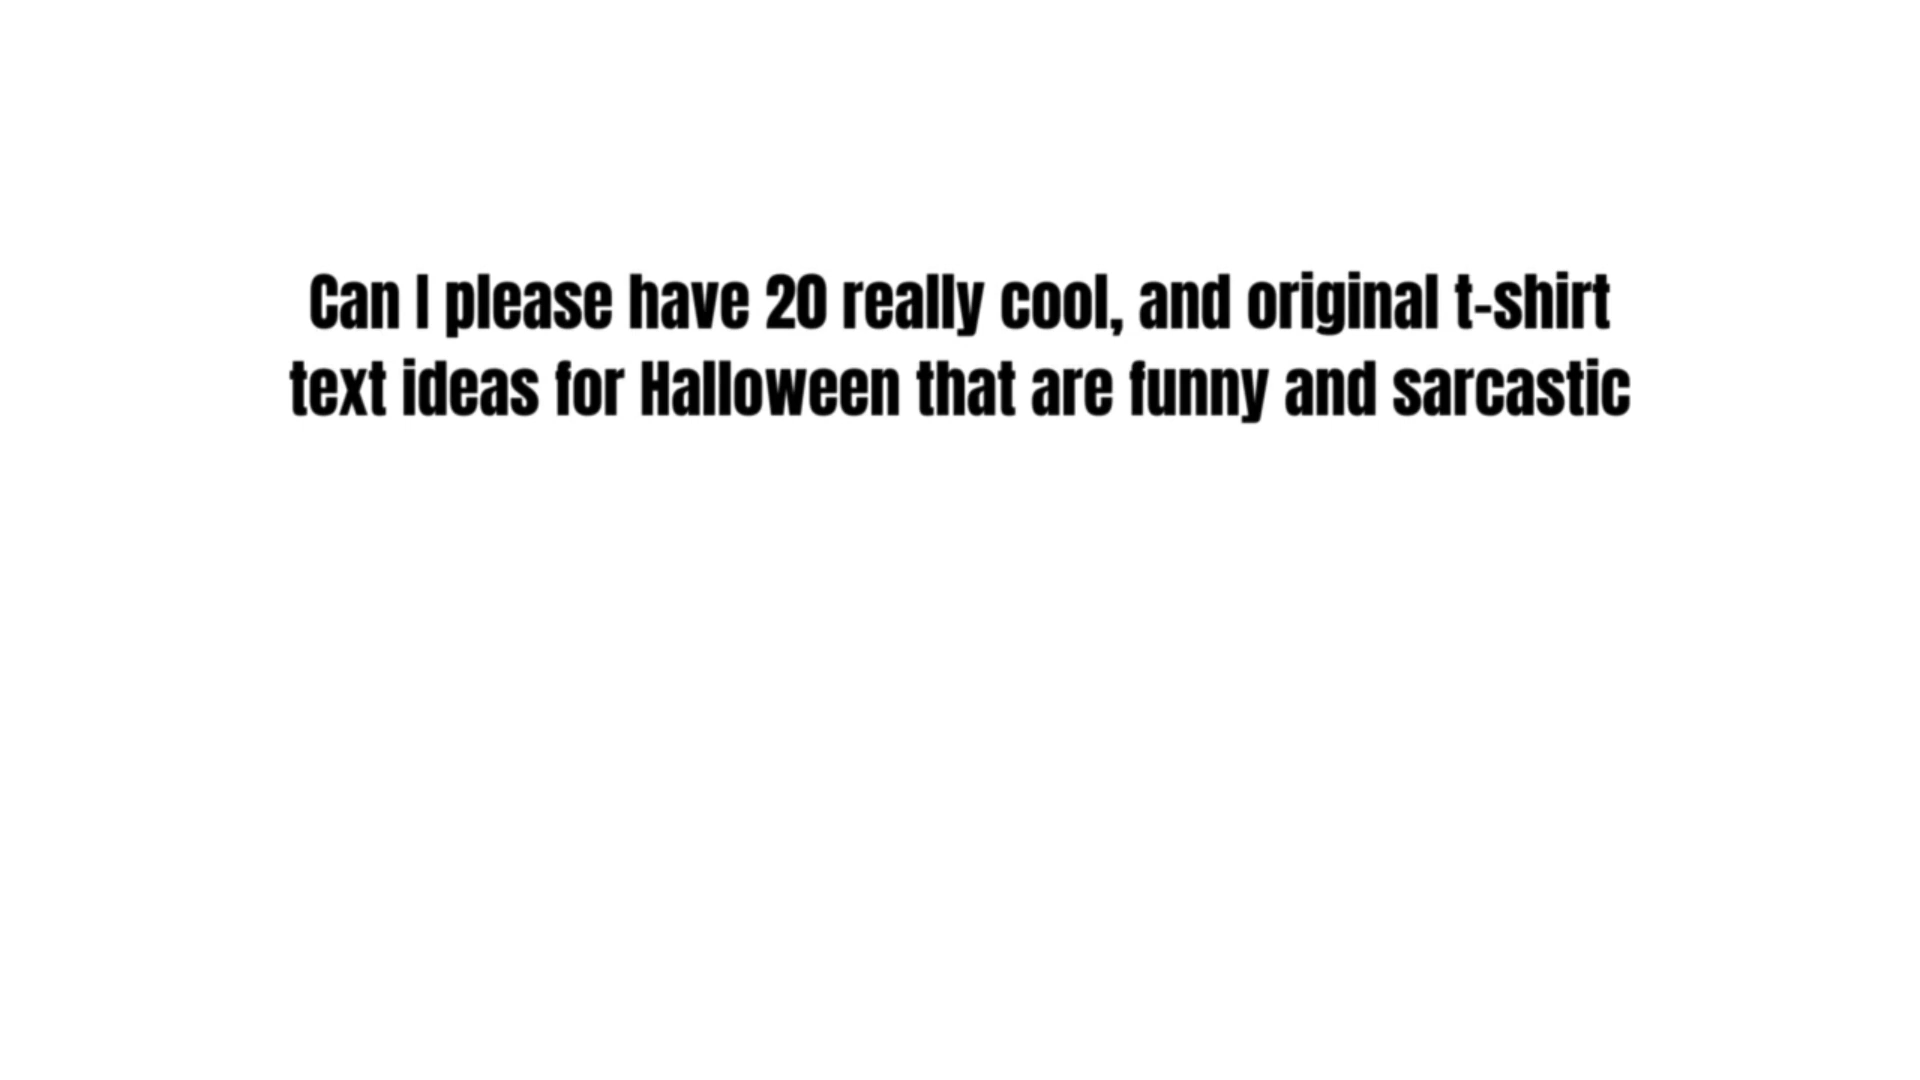 Can I please have 20 really cool, and original t-shirt
text ideas for Halloween that are funny and sarcastic